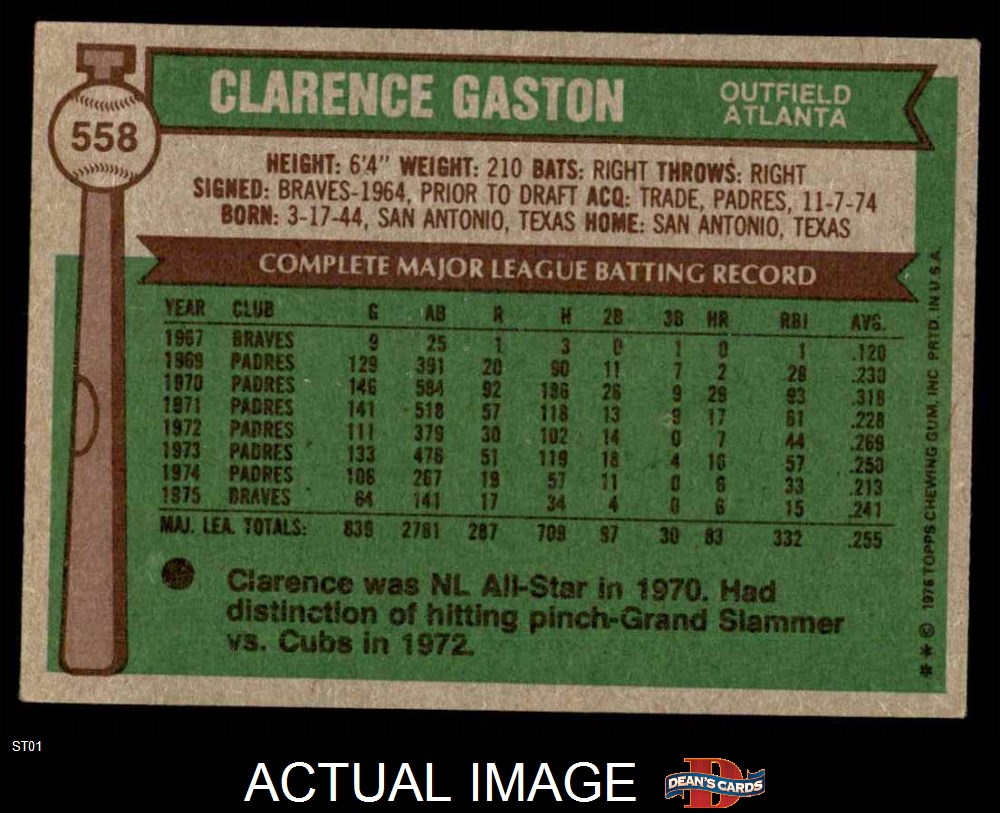 CLARENCE GASTON
OUTFIELD
ATLANTA
558
HEIGHT: 6'4" WEIGHT: 210 BATS: RIGHT THROWS: RIGHT
SIGNED: BRAVES-1964, PRIOR TO DRAFT ACQ: TRADE, PADRES, 11-7-74
BORN: 3-17-44, SAN ANTONIO, TEXAS HOME: SAN ANTONIO, TEXAS
COMPLETE MAJOR LEAGUE BATTING RECORD
YEAR CLUB G AB R H 2B 3B HR RBI AVG.
1967 BRAVES 9 25 1 3 0 1 0 1 .120
1969 PADRES 129 391 20 90 11 7 2 28 .230
1970 PADRES 146 584 92 186 26 9 29 93 .318
1971 PADRES 141 518 57 118 13 9 17 61 .228
1972 PADRES 111 379 30 102 14 0 7 44 .269
1973 PADRES 133 476 51 119 18 4 16 57 .250
1974 PADRES 106 267 19 57 11 0 6 33 .213
1975 BRAVES 64 141 17 34 4 0 6 15 .241
MAJ. LEA. TOTALS: 839 2781 287 709 97 30 83 332 .255
Clarence was NL All-Star in 1970. Had
distinction of hitting pinch-Grand Slammer
vs. Cubs in 1972.
** © 1976 TOPPS CHEWING GUM, INC PRTD. IN U.S.A.
ST01
ACTUAL IMAGE
DEAN'S CARDS